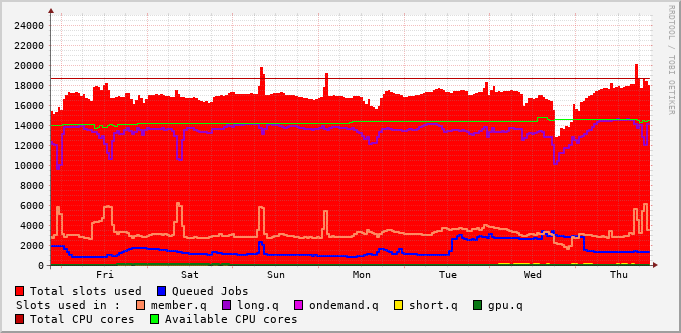 24000
22000
20000
18000
16000
14000
12000
10000
8000
6000
4000
2000
0
Fri Sat Sun Mon Tue Wed Thu
RRDTOOL / TOBI OETIKER
Total slots used Queued Jobs
Slots used in : member.q long.q ondemand.q short.q gpu.q
Total CPU cores Available CPU cores